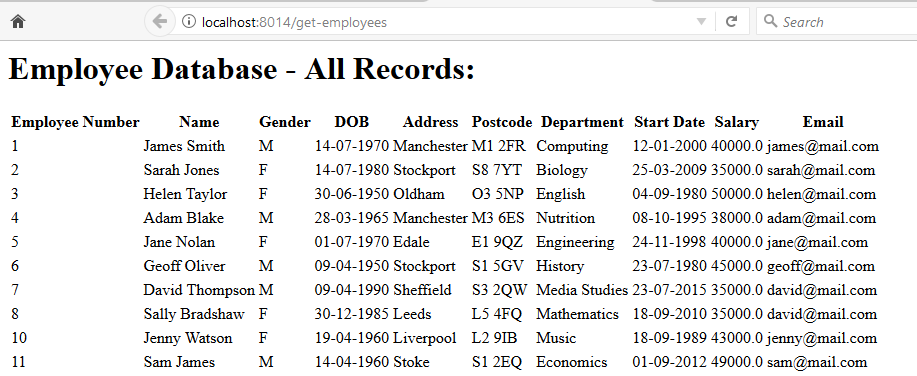 localhost:8014/get-employees Search
Employee Database - All Records:
Employee Number Name Gender DOB Address Postcode Department Start Date Salary Email
1 James Smith M 14-07-1970 Manchester M1 2FR Computing 12-01-2000 40000.0 james@mail.com
2 Sarah Jones F 14-07-1980 Stockport S8 7YT Biology 25-03-2009 35000.0 sarah@mail.com
3 Helen Taylor F 30-06-1950 Oldham O3 5NP English 04-09-1980 50000.0 helen@mail.com
4 Adam Blake M 28-03-1965 Manchester M3 6ES Nutrition 08-10-1995 38000.0 adam@mail.com
5 Jane Nolan F 01-07-1970 Edale E1 9QZ Engineering 24-11-1998 40000.0 jane@mail.com
6 Geoff Oliver M 09-04-1950 Stockport S1 5GV History 23-07-1980 45000.0 geoff@mail.com
7 David Thompson M 09-04-1990 Sheffield S3 2QW Media Studies 23-07-2015 35000.0 david@mail.com
8 Sally Bradshaw F 30-12-1985 Leeds L5 4FQ Mathematics 18-09-2010 35000.0 david@mail.com
10 Jenny Watson F 19-04-1960 Liverpool L2 9IB Music 18-09-1989 43000.0 jenny@mail.com
11 Sam James M 14-04-1960 Stoke S1 2EQ Economics 01-09-2012 49000.0 sam@mail.com